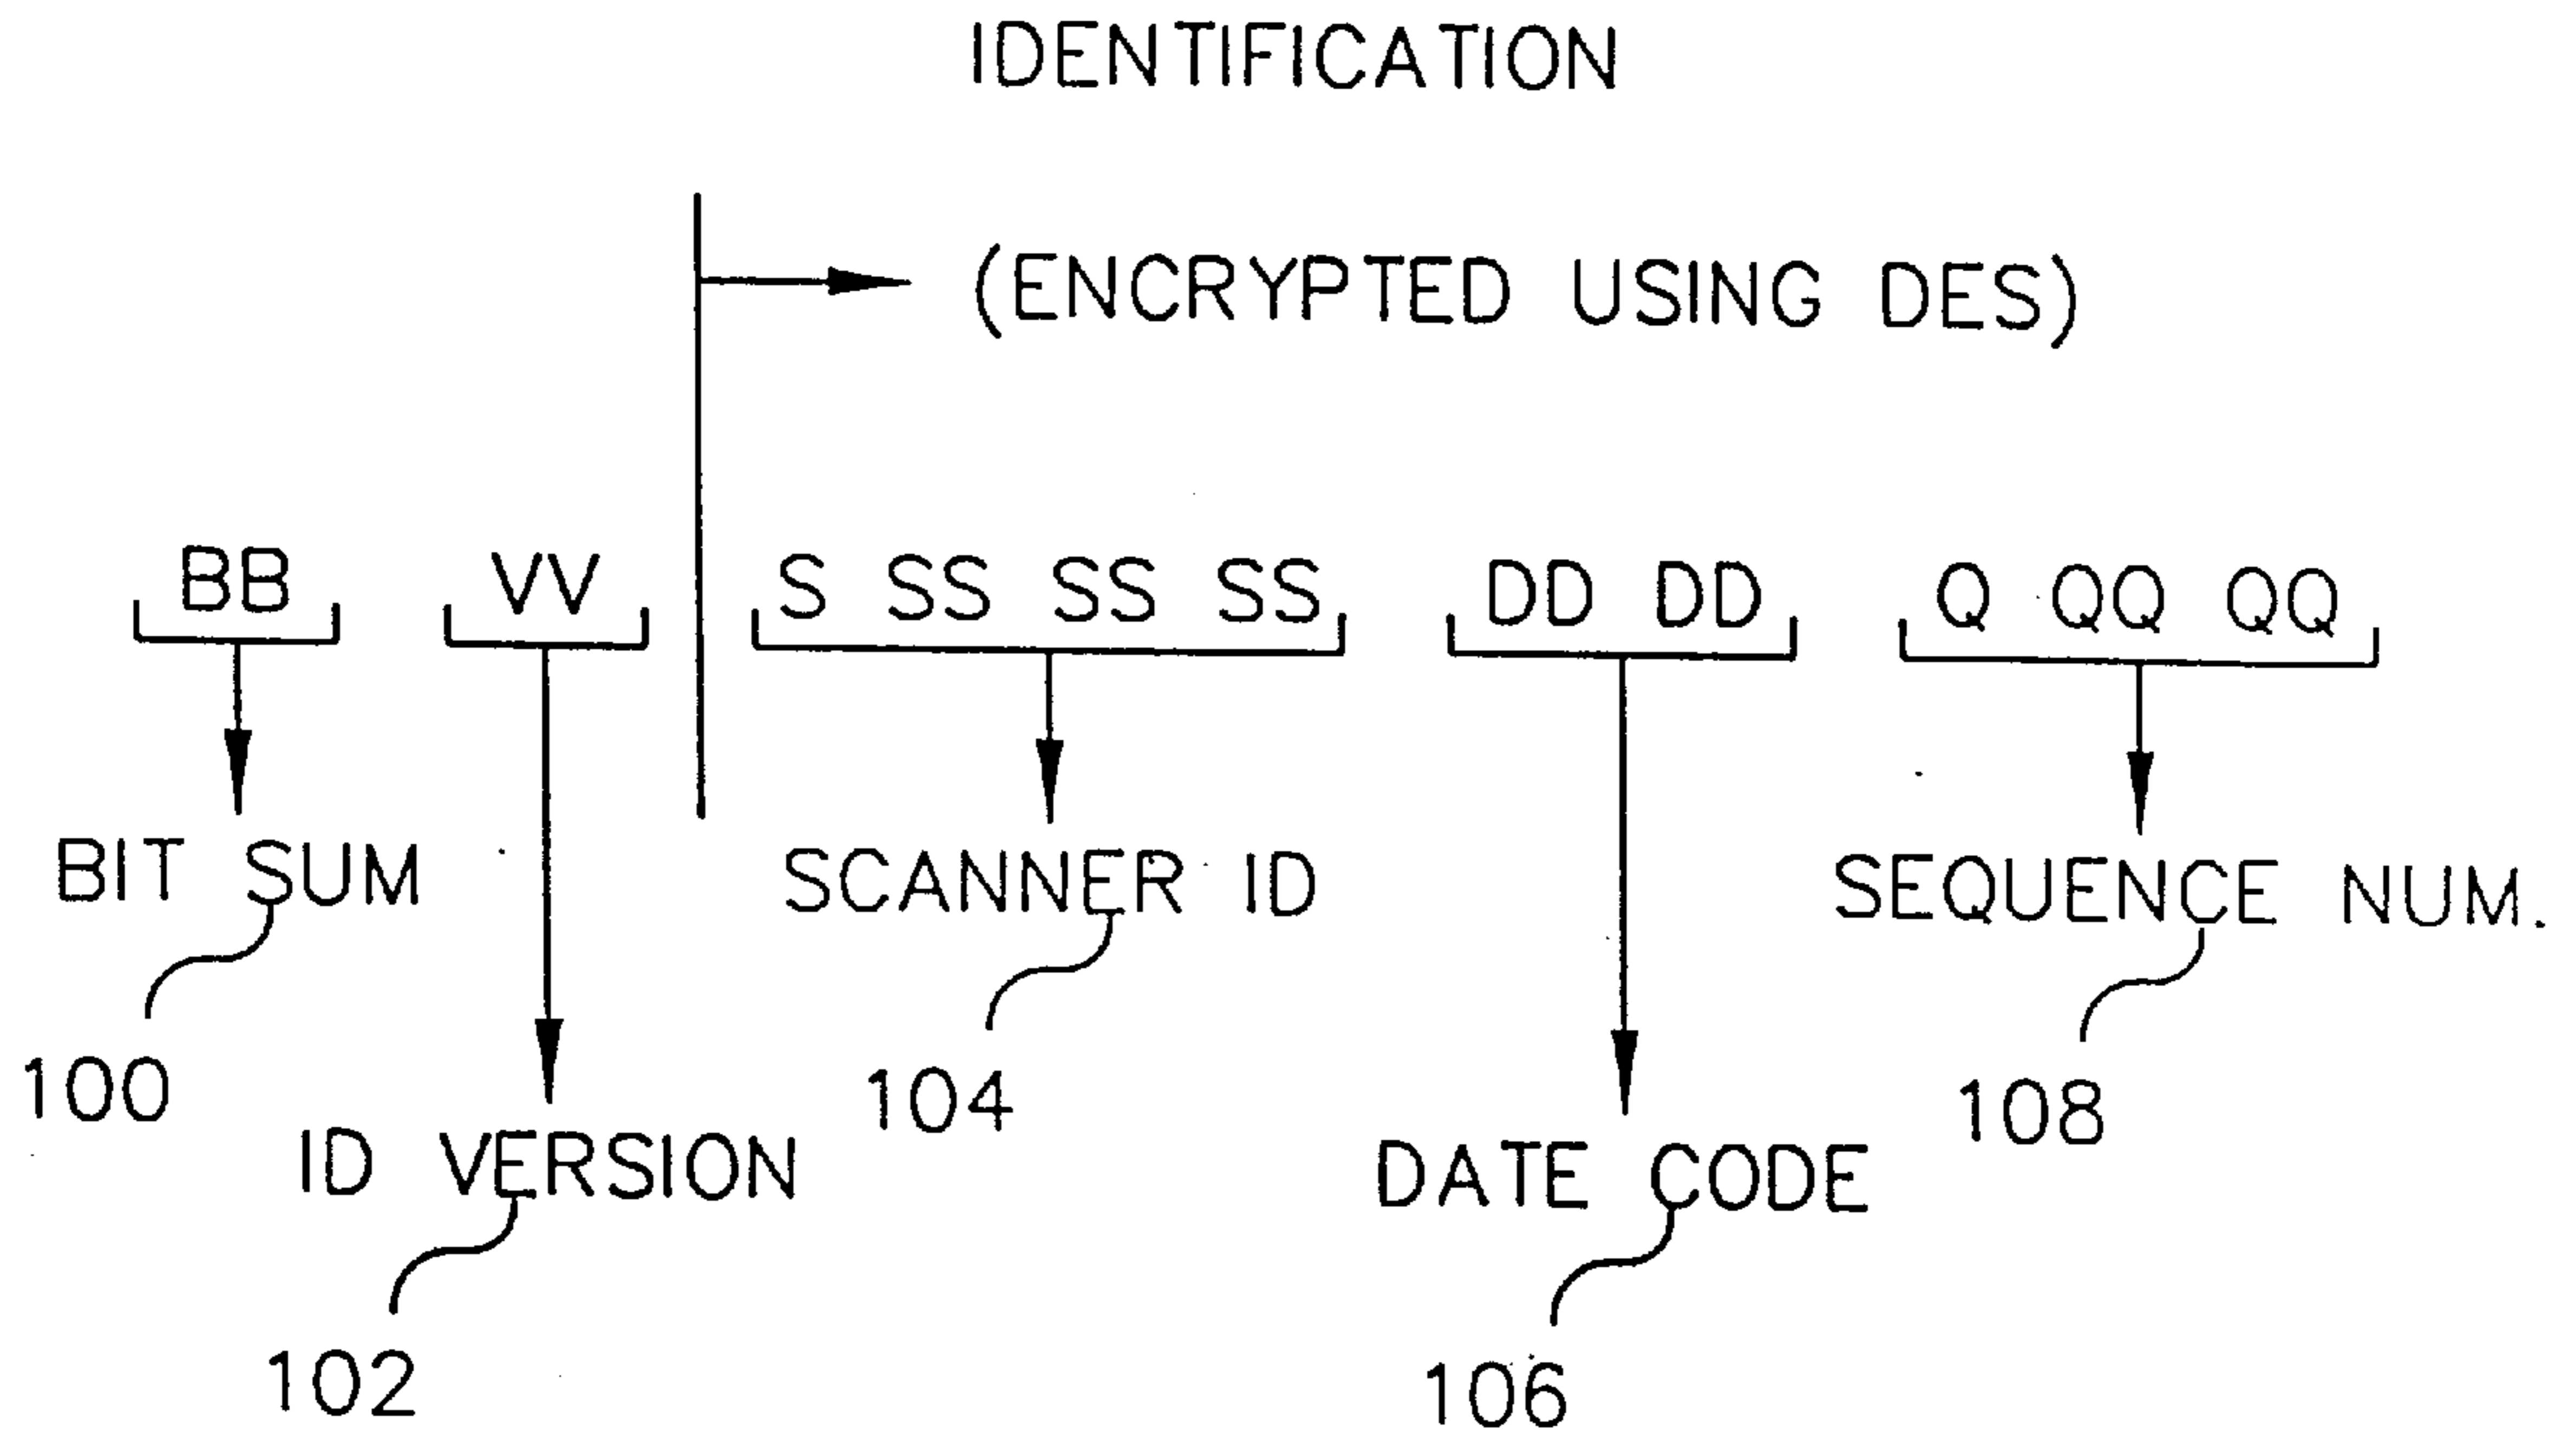 IDENTIFICATION
(ENCRYPTED USING DES)
BB VV S SS SS SS DD DD Q QQ QQ
BIT SUM SCANNER ID SEQUENCE NUM.
100 104 108
ID VERSION DATE CODE
102 106